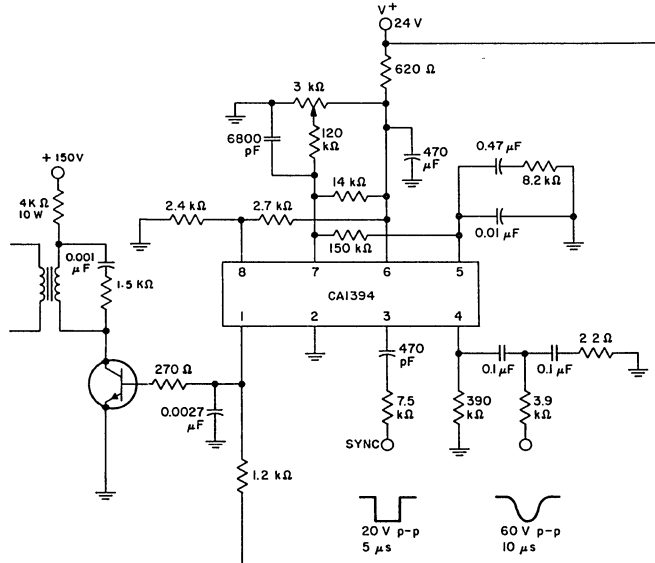 V+
24 V
620 Ω
3 kΩ
6800
pF
120
kΩ
470
μF
0.47 μF
8.2 kΩ
+ 150V
4K Ω
10 W
14 kΩ
2.4 kΩ
2.7 kΩ
0.01 μF
150 kΩ
0.001
μF
1.5 KΩ
8 7 6 5
CA1394
1 2 3 4
270 Ω
0.0027
μF
470
pF
0.1 μF
0.1 μF
2 2 Ω
7.5
kΩ
390
kΩ
3.9
kΩ
SYNC
1.2 kΩ
20 V p-p
5 μs
60 V p-p
10 μs